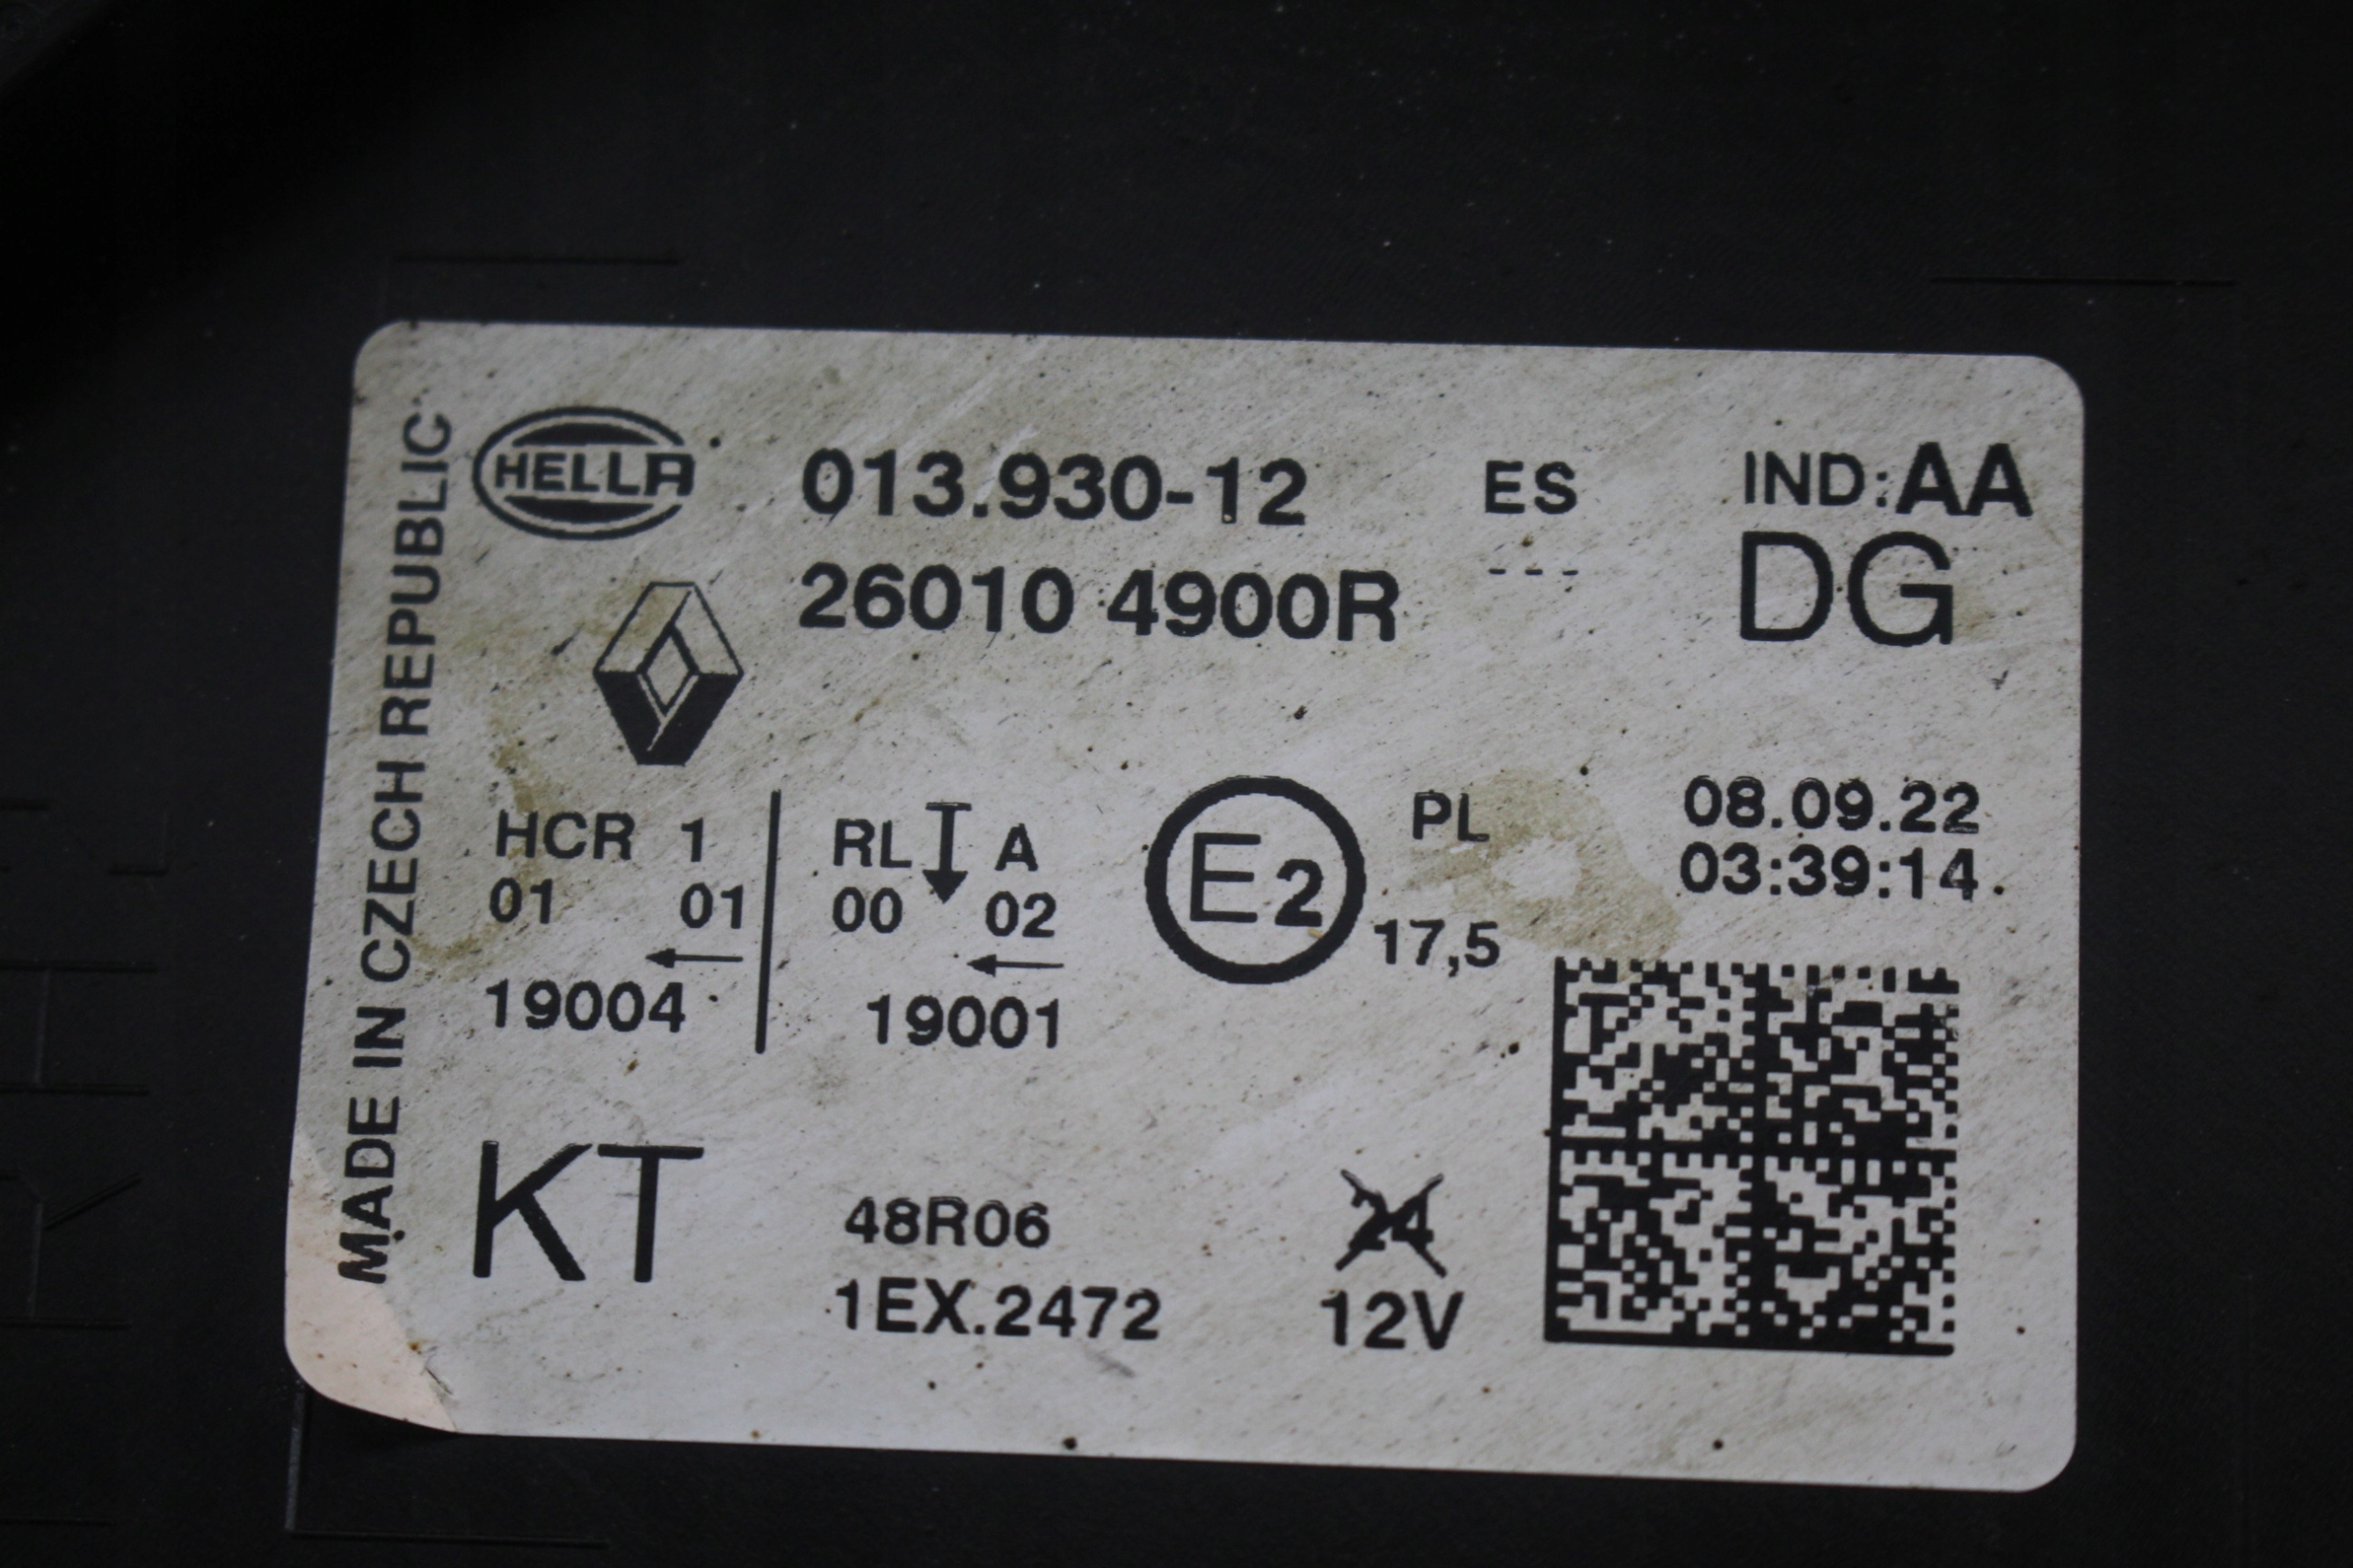 MADE IN CZECH REPUBLIC
HELLA 013.930-12 ES IND:AA
26010 4900R --- DG
HCR 1 RL A E2 PL 08.09.22
01 01 00 02 17,5 03:39:14
19004 19001
KT 48R06 24
1EX.2472 12V